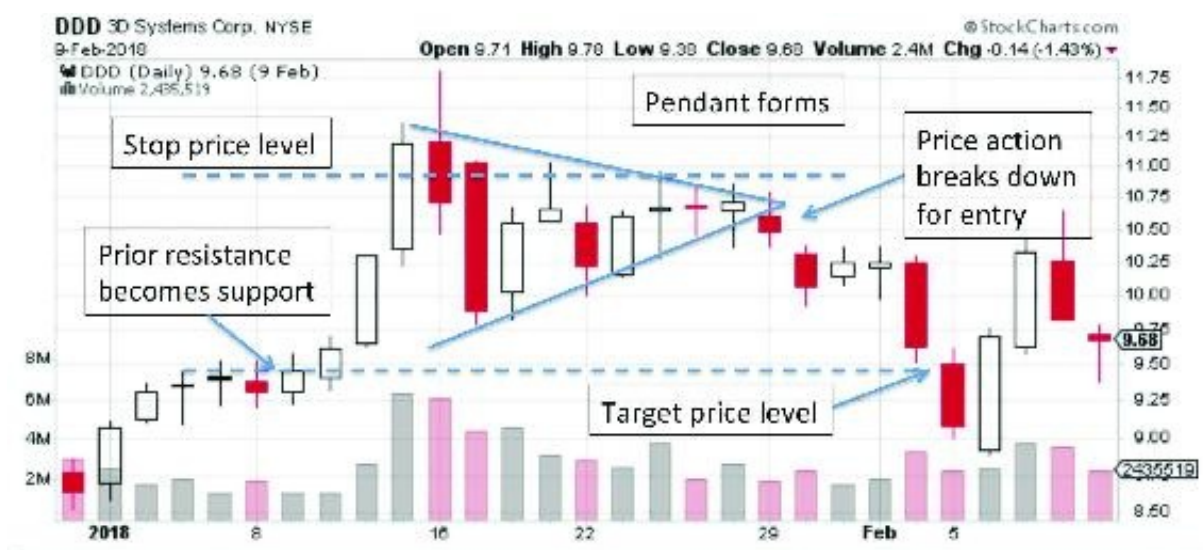 DDD 3D Systems Corp. NYSE
© StockCharts.com
9-Feb-2018
Open 9.71 High 9.78 Low 9.38 Close 9.68 Volume 2.4M Chg -0.14 (-1.43%)
DDD (Daily) 9.68 (9 Feb)
Volume 2,435,519
Pendant forms
Stop price level
Price action
breaks down
for entry
Prior resistance
becomes support
Target price level
11.75
11.50
11.25
11.00
10.75
10.50
10.25
10.00
9.75
9.68
9.50
9.25
9.00
2435519
8.50
8M
6M
4M
2M
2018 8 16 22 29 Feb 5